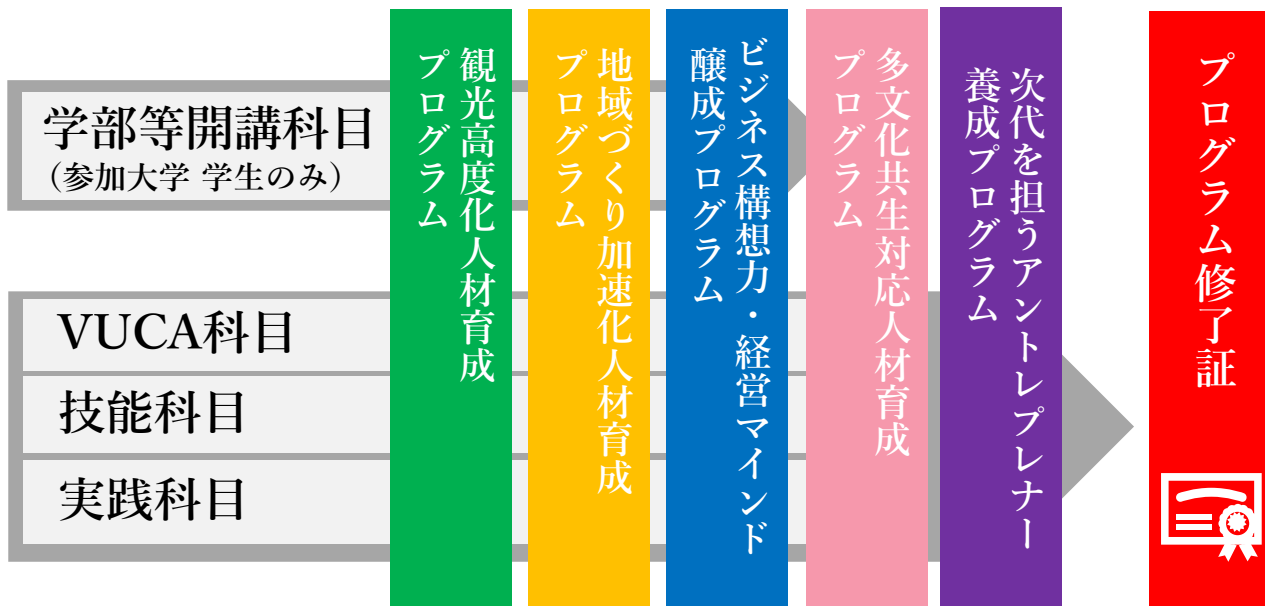 学部等開講科目
（参加大学 学生のみ）
VUCA科目
技能科目
実践科目
観光高度化人材育成
プログラム
地域づくり加速化人材育成
プログラム
ビジネス構想力・経営マインド
醸成プログラム
多文化共生対応人材育成
プログラム
次代を担うアントレプレナー
養成プログラム
プログラム修了証